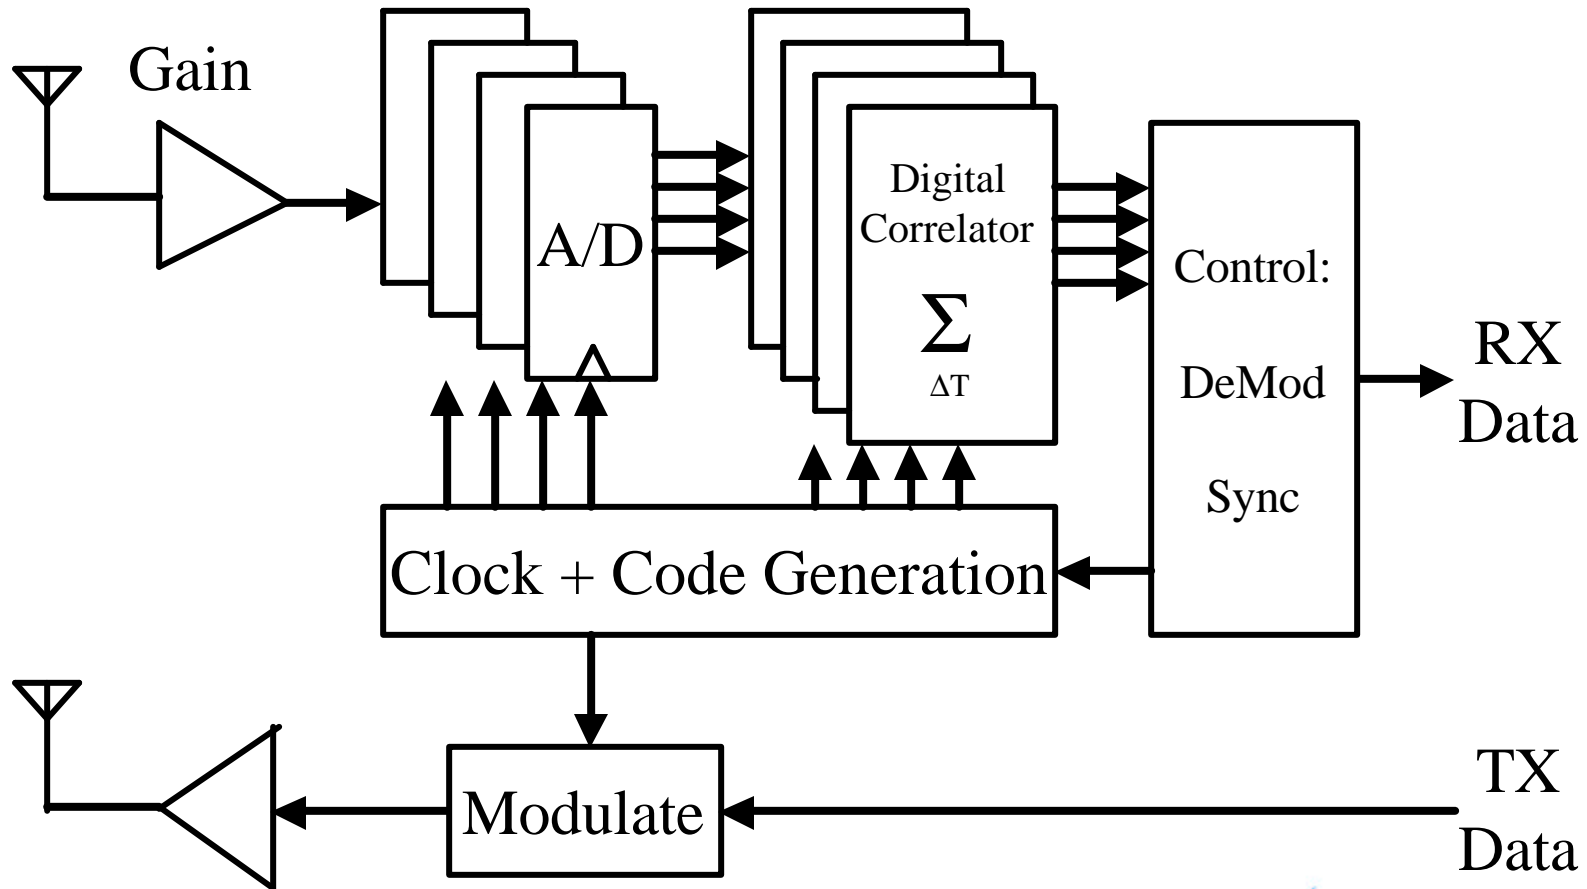 Gain
A/D
Digital
Correlator
Σ
ΔT
Control:
DeMod
Sync
RX
Data
Clock + Code Generation
Modulate
TX
Data